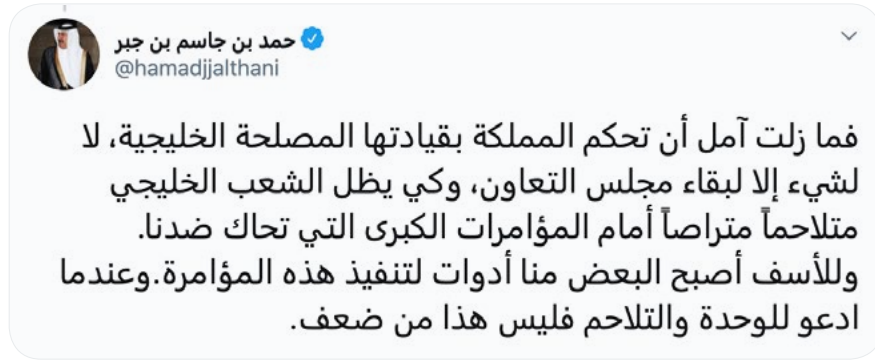 حمد بن جاسم بن جبر
@hamadjjalthani
فما زلت آمل أن تحكم المملكة بقيادتها المصلحة الخليجية، لا
لشيء إلا لبقاء مجلس التعاون، وكي يظل الشعب الخليجي
متلاحماً متراصاً أمام المؤامرات الكبرى التي تحاك ضدنا.
وللأسف أصبح البعض منا أدوات لتنفيذ هذه المؤامرة.وعندما
ادعو للوحدة والتلاحم فليس هذا من ضعف.